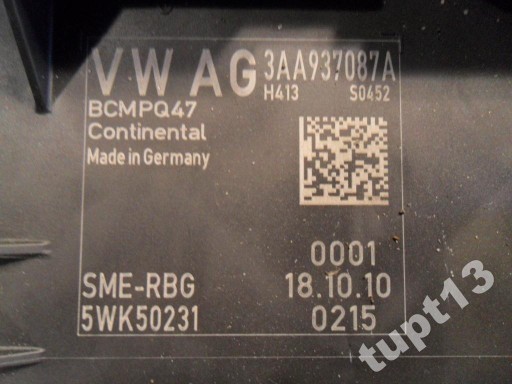 VW AG 3AA937087A
H413 S0452
BCMPQ47
Continental
Made in Germany
0001
SME-RBG 18.10.10
5WK50231 0215
tupt13